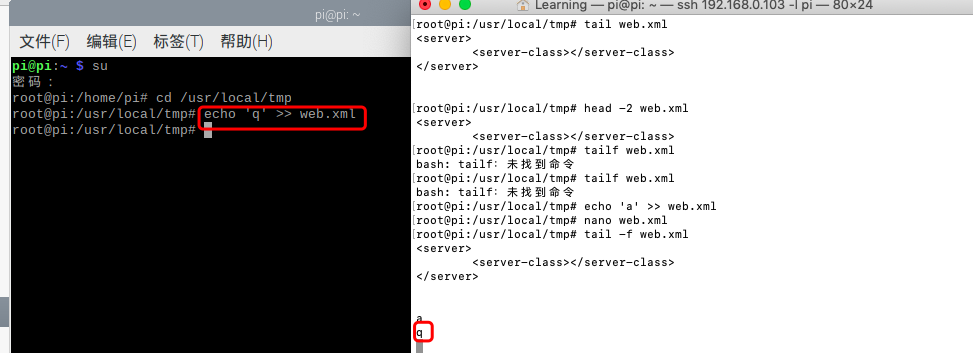 pi@pi: ~
文件(F) 编辑(E) 标签(T) 帮助(H)
pi@pi:~ $ su
密码：
root@pi:/home/pi# cd /usr/local/tmp
root@pi:/usr/local/tmp# echo 'q' >> web.xml
root@pi:/usr/local/tmp#
Learning — pi@pi: ~ — ssh 192.168.0.103 -l pi — 80×24
[root@pi:/usr/local/tmp# tail web.xml
<server>
<server-class></server-class>
</server>
[root@pi:/usr/local/tmp# head -2 web.xml
<server>
<server-class></server-class>
[root@pi:/usr/local/tmp# tailf web.xml
bash: tailf：未找到命令
[root@pi:/usr/local/tmp# tailf web.xml
bash: tailf：未找到命令
[root@pi:/usr/local/tmp# echo 'a' >> web.xml
[root@pi:/usr/local/tmp# nano web.xml
[root@pi:/usr/local/tmp# tail -f web.xml
<server>
<server-class></server-class>
</server>
a
q